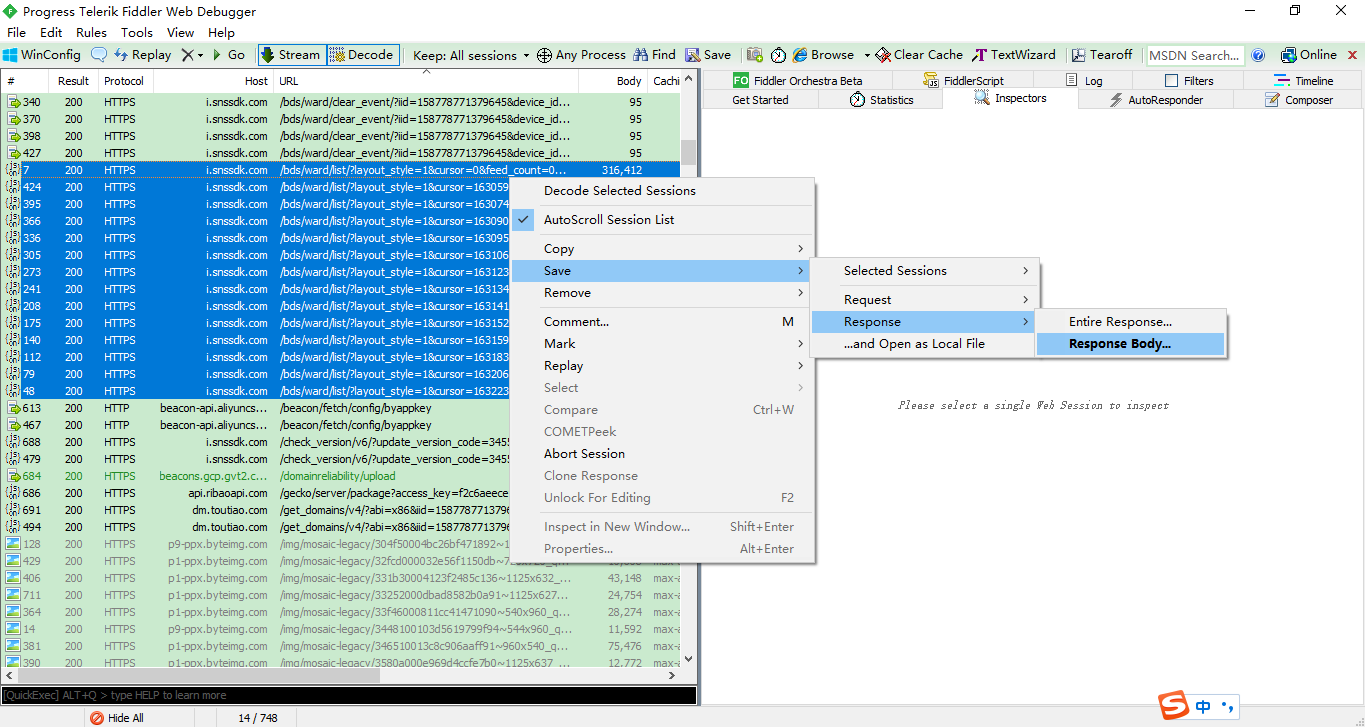 Progress Telerik Fiddler Web Debugger
File Edit Rules Tools View Help
WinConfig Replay Go Stream Decode Keep: All sessions Any Process Find Save Browse Clear Cache TextWizard Tearoff MSDN Search... Online
# Result Protocol Host URL Body Cachi
340 200 HTTPS i.snssdk.com /bds/ward/clear_event/?iid=158778771379645&device_id... 95
370 200 HTTPS i.snssdk.com /bds/ward/clear_event/?iid=158778771379645&device_id... 95
398 200 HTTPS i.snssdk.com /bds/ward/clear_event/?iid=158778771379645&device_id... 95
427 200 HTTPS i.snssdk.com /bds/ward/clear_event/?iid=158778771379645&device_id... 95
7 200 HTTPS i.snssdk.com /bds/ward/list/?layout_style=1&cursor=0&feed_count=0... 316,412
424 200 HTTPS i.snssdk.com /bds/ward/list/?layout_style=1&cursor=163059
395 200 HTTPS i.snssdk.com /bds/ward/list/?layout_style=1&cursor=163074
366 200 HTTPS i.snssdk.com /bds/ward/list/?layout_style=1&cursor=163090
336 200 HTTPS i.snssdk.com /bds/ward/list/?layout_style=1&cursor=163095
305 200 HTTPS i.snssdk.com /bds/ward/list/?layout_style=1&cursor=163106
273 200 HTTPS i.snssdk.com /bds/ward/list/?layout_style=1&cursor=163123
241 200 HTTPS i.snssdk.com /bds/ward/list/?layout_style=1&cursor=163134
208 200 HTTPS i.snssdk.com /bds/ward/list/?layout_style=1&cursor=163141
175 200 HTTPS i.snssdk.com /bds/ward/list/?layout_style=1&cursor=163152
140 200 HTTPS i.snssdk.com /bds/ward/list/?layout_style=1&cursor=163159
112 200 HTTPS i.snssdk.com /bds/ward/list/?layout_style=1&cursor=163183
79 200 HTTPS i.snssdk.com /bds/ward/list/?layout_style=1&cursor=163206
48 200 HTTPS i.snssdk.com /bds/ward/list/?layout_style=1&cursor=163223
613 200 HTTP beacon-api.aliyuncs... /beacon/fetch/config/byappkey
467 200 HTTP beacon-api.aliyuncs... /beacon/fetch/config/byappkey
688 200 HTTPS i.snssdk.com /check_version/v6/?update_version_code=3455
479 200 HTTPS i.snssdk.com /check_version/v6/?update_version_code=3455
684 200 HTTPS beacons.gcp.gvt2.c... /domainreliability/upload
686 200 HTTPS api.ribaoapi.com /gecko/server/package?access_key=f2c6aeece
691 200 HTTPS dm.toutiao.com /get_domains/v4/?abi=x86&iid=1587787713796
494 200 HTTPS dm.toutiao.com /get_domains/v4/?abi=x86&iid=1587787713796
128 200 HTTPS p9-ppx.byteimg.com /img/mosaic-legacy/304f50004bc26bf471892~1
429 200 HTTPS p1-ppx.byteimg.com /img/mosaic-legacy/32fcd000032e56f1150db~
406 200 HTTPS p1-ppx.byteimg.com /img/mosaic-legacy/331b30004123f2485c136~1125x632_... 43,148 max-a
711 200 HTTPS p1-ppx.byteimg.com /img/mosaic-legacy/33252000dbad8582b0a91~1125x627... 24,754 max-a
364 200 HTTPS p1-ppx.byteimg.com /img/mosaic-legacy/33f46000811cc41471090~540x960_q... 28,274 max-a
14 200 HTTPS p9-ppx.byteimg.com /img/mosaic-legacy/3448100103d5619799f94~544x960_q... 11,592 max-a
381 200 HTTPS p1-ppx.byteimg.com /img/mosaic-legacy/346510013c8c906aaff91~960x540_q... 75,476 max-a
390 200 HTTPS p1-ppx.byteimg.com /img/mosaic-legacy/3580a000e969d4ccfe7b0~1125x637 12,772 max-a
[QuickExec] ALT+Q > type HELP to learn more
Hide All 14 / 748
Decode Selected Sessions
AutoScroll Session List
Copy
Save
Remove
Comment... M
Mark
Replay
Select
Compare Ctrl+W
COMETPeek
Abort Session
Clone Response
Unlock For Editing F2
Inspect in New Window... Shift+Enter
Properties... Alt+Enter
Selected Sessions
Request
Response
...and Open as Local File
Entire Response...
Response Body...
FO Fiddler Orchestra Beta FiddlerScript Log Filters Timeline
Get Started Statistics Inspectors AutoResponder Composer
Please select a single Web Session to inspect
S 中 °,